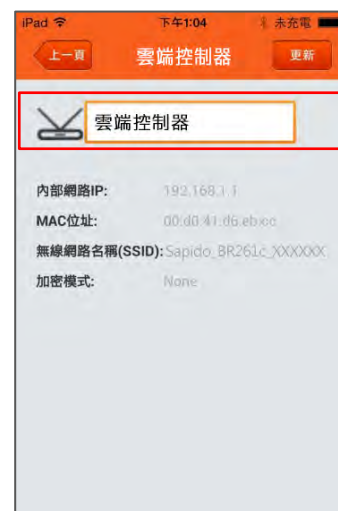 iPad 下午1:04 未充電
上一頁 雲端控制器 更新
雲端控制器
內部網路IP: 192.168.1.1
MAC位址: 00:d0:41:d6:eb:cc
無線網路名稱(SSID): Sapido_BR261c_XXXXXX
加密模式: None